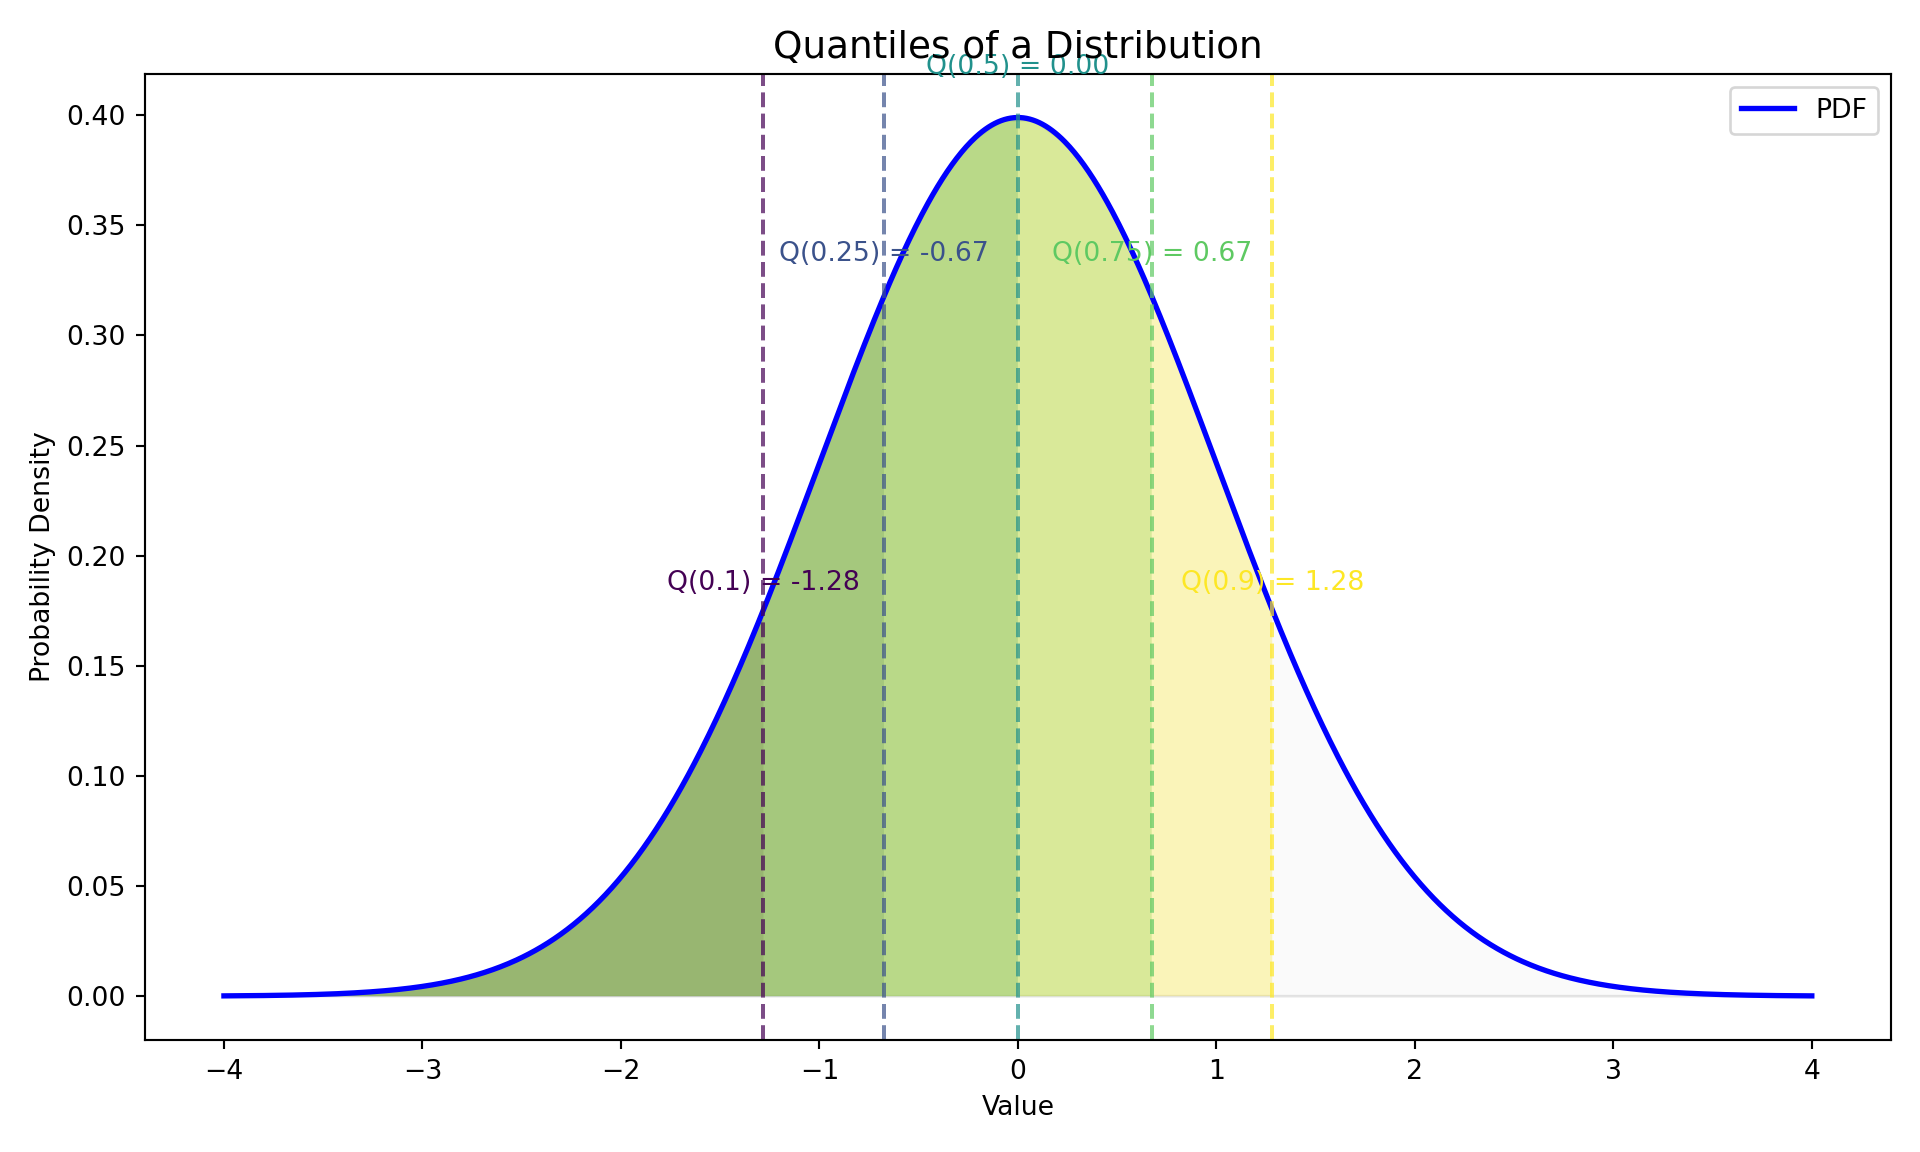 Quantiles of a Distribution
Q(0.5) = 0.00
PDF
0.40
0.35
0.30
0.25
0.20
0.15
0.10
0.05
0.00
Probability Density
Q(0.25) = -0.67
Q(0.75) = 0.67
Q(0.1) = -1.28
Q(0.9) = 1.28
−4
−3
−2
−1
0
1
2
3
4
Value